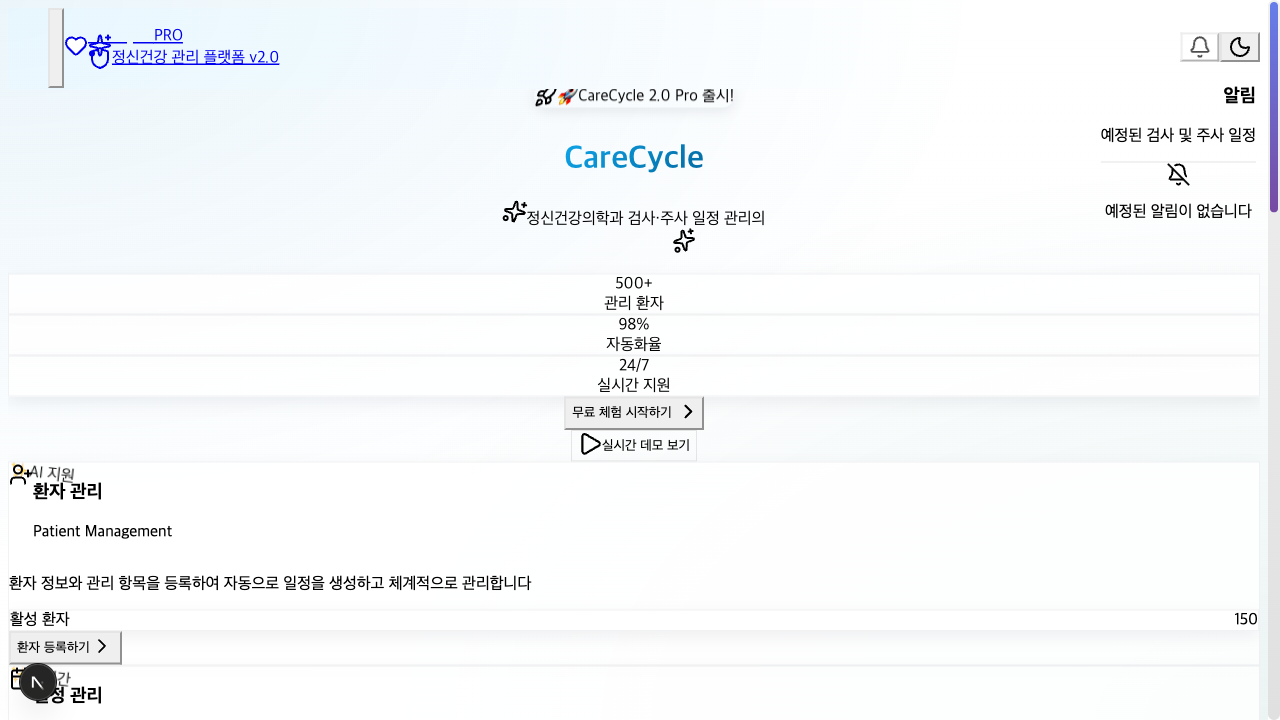 PRO
정신건강 관리 플랫폼 v2.0
🚀CareCycle 2.0 Pro 출시!
알림
예정된 검사 및 주사 일정
예정된 알림이 없습니다
CareCycle
정신건강의학과 검사·주사 일정 관리의
500+
관리 환자
98%
자동화율
24/7
실시간 지원
무료 체험 시작하기
실시간 데모 보기
AI 지원
환자 관리
Patient Management
환자 정보와 관리 항목을 등록하여 자동으로 일정을 생성하고 체계적으로 관리합니다
활성 환자 150
환자 등록하기
관리